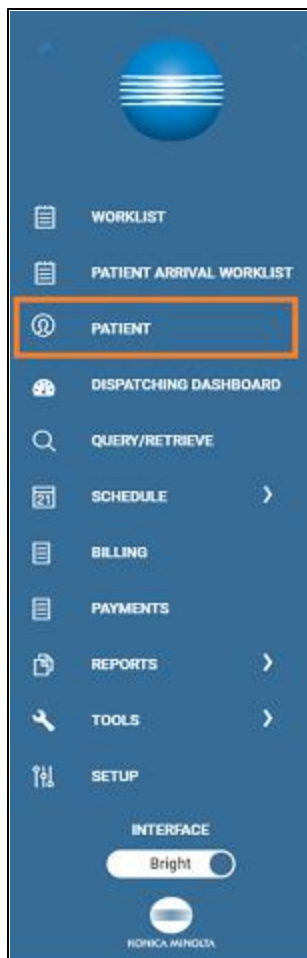 WORKLIST
PATIENT ARRIVAL WORKLIST
PATIENT
DISPATCHING DASHBOARD
QUERY/RETRIEVE
21 SCHEDULE
BILLING
PAYMENTS
REPORTS
TOOLS
SETUP
INTERFACE
Bright
KONICA MINOLTA